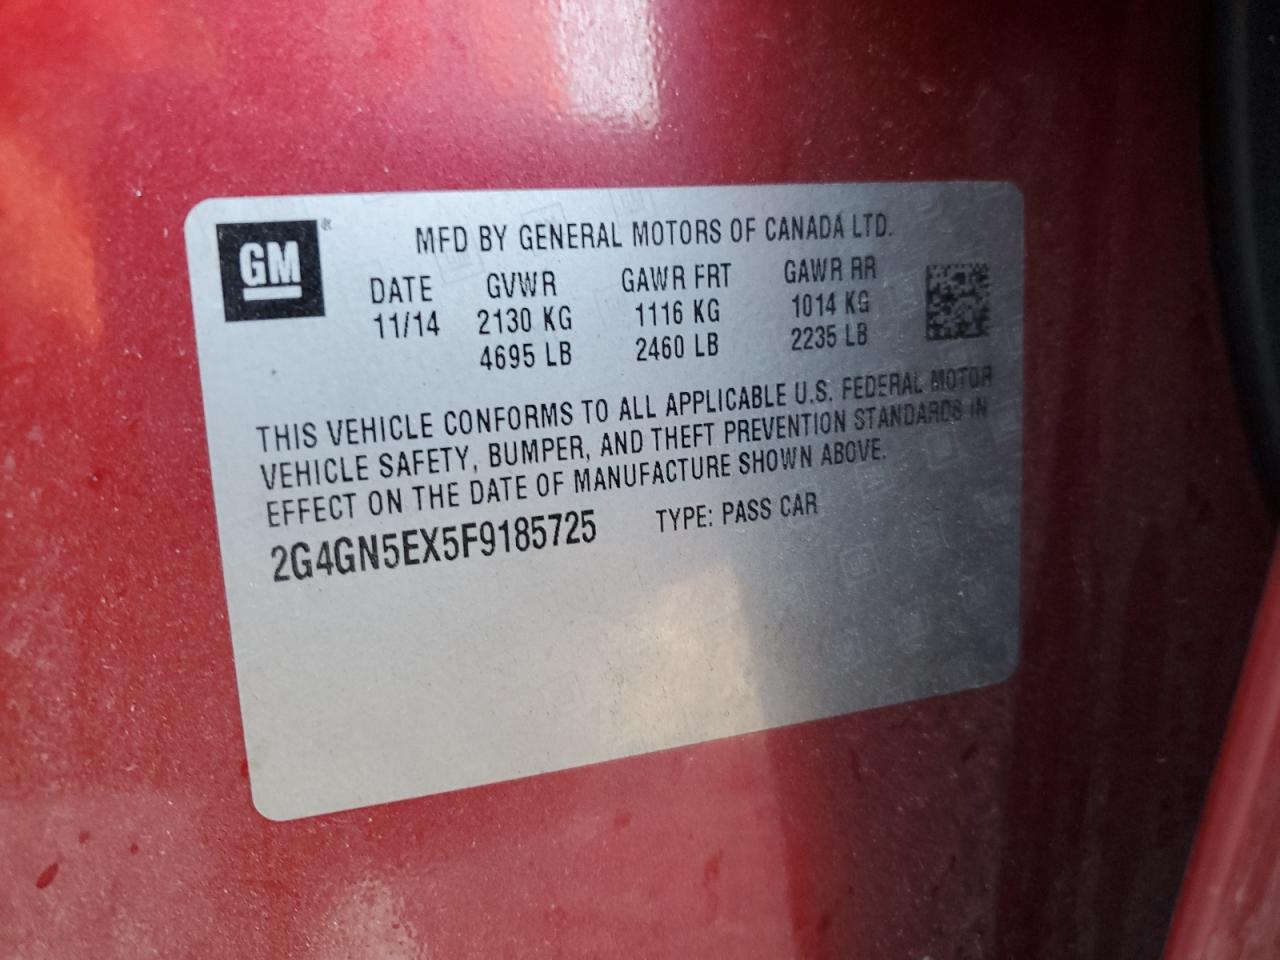 GM ®
MFD BY GENERAL MOTORS OF CANADA LTD.
DATE GVWR GAWR FRT GAWR RR
11/14 2130 KG 1116 KG 1014 KG
4695 LB 2460 LB 2235 LB
THIS VEHICLE CONFORMS TO ALL APPLICABLE U.S. FEDERAL MOTOR
VEHICLE SAFETY, BUMPER, AND THEFT PREVENTION STANDARDS IN
EFFECT ON THE DATE OF MANUFACTURE SHOWN ABOVE.
2G4GN5EX5F9185725 TYPE: PASS CAR